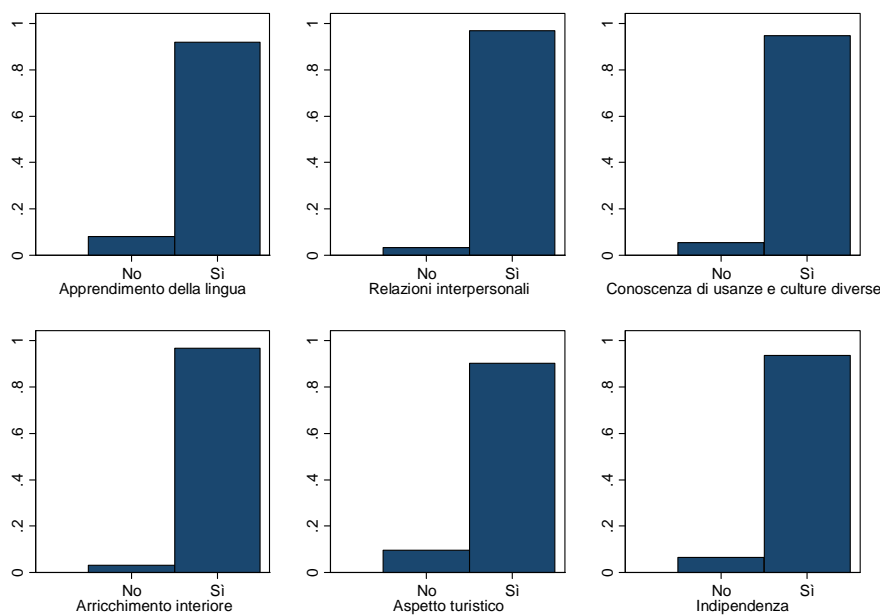 0 .2 .4 .6 .8 1
No Sì
Apprendimento della lingua
0 .2 .4 .6 .8 1
No Sì
Relazioni interpersonali
0 .2 .4 .6 .8 1
No Sì
Conoscenza di usanze e culture diverse
0 .2 .4 .6 .8 1
No Sì
Arricchimento interiore
0 .2 .4 .6 .8 1
No Sì
Aspetto turistico
0 .2 .4 .6 .8 1
No Sì
Indipendenza